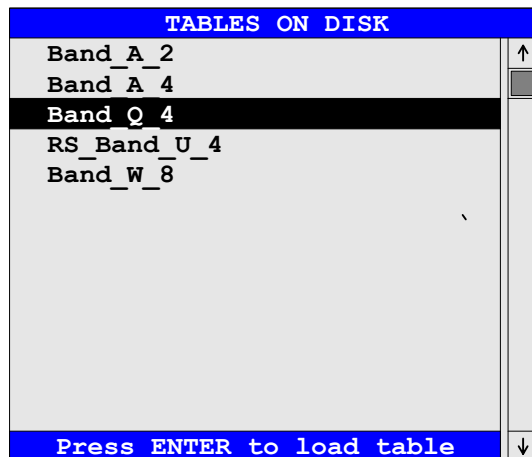 TABLES ON DISK
Band_A_2
Band_A_4
Band_Q_4
RS_Band_U_4
Band_W_8
Press ENTER to load table